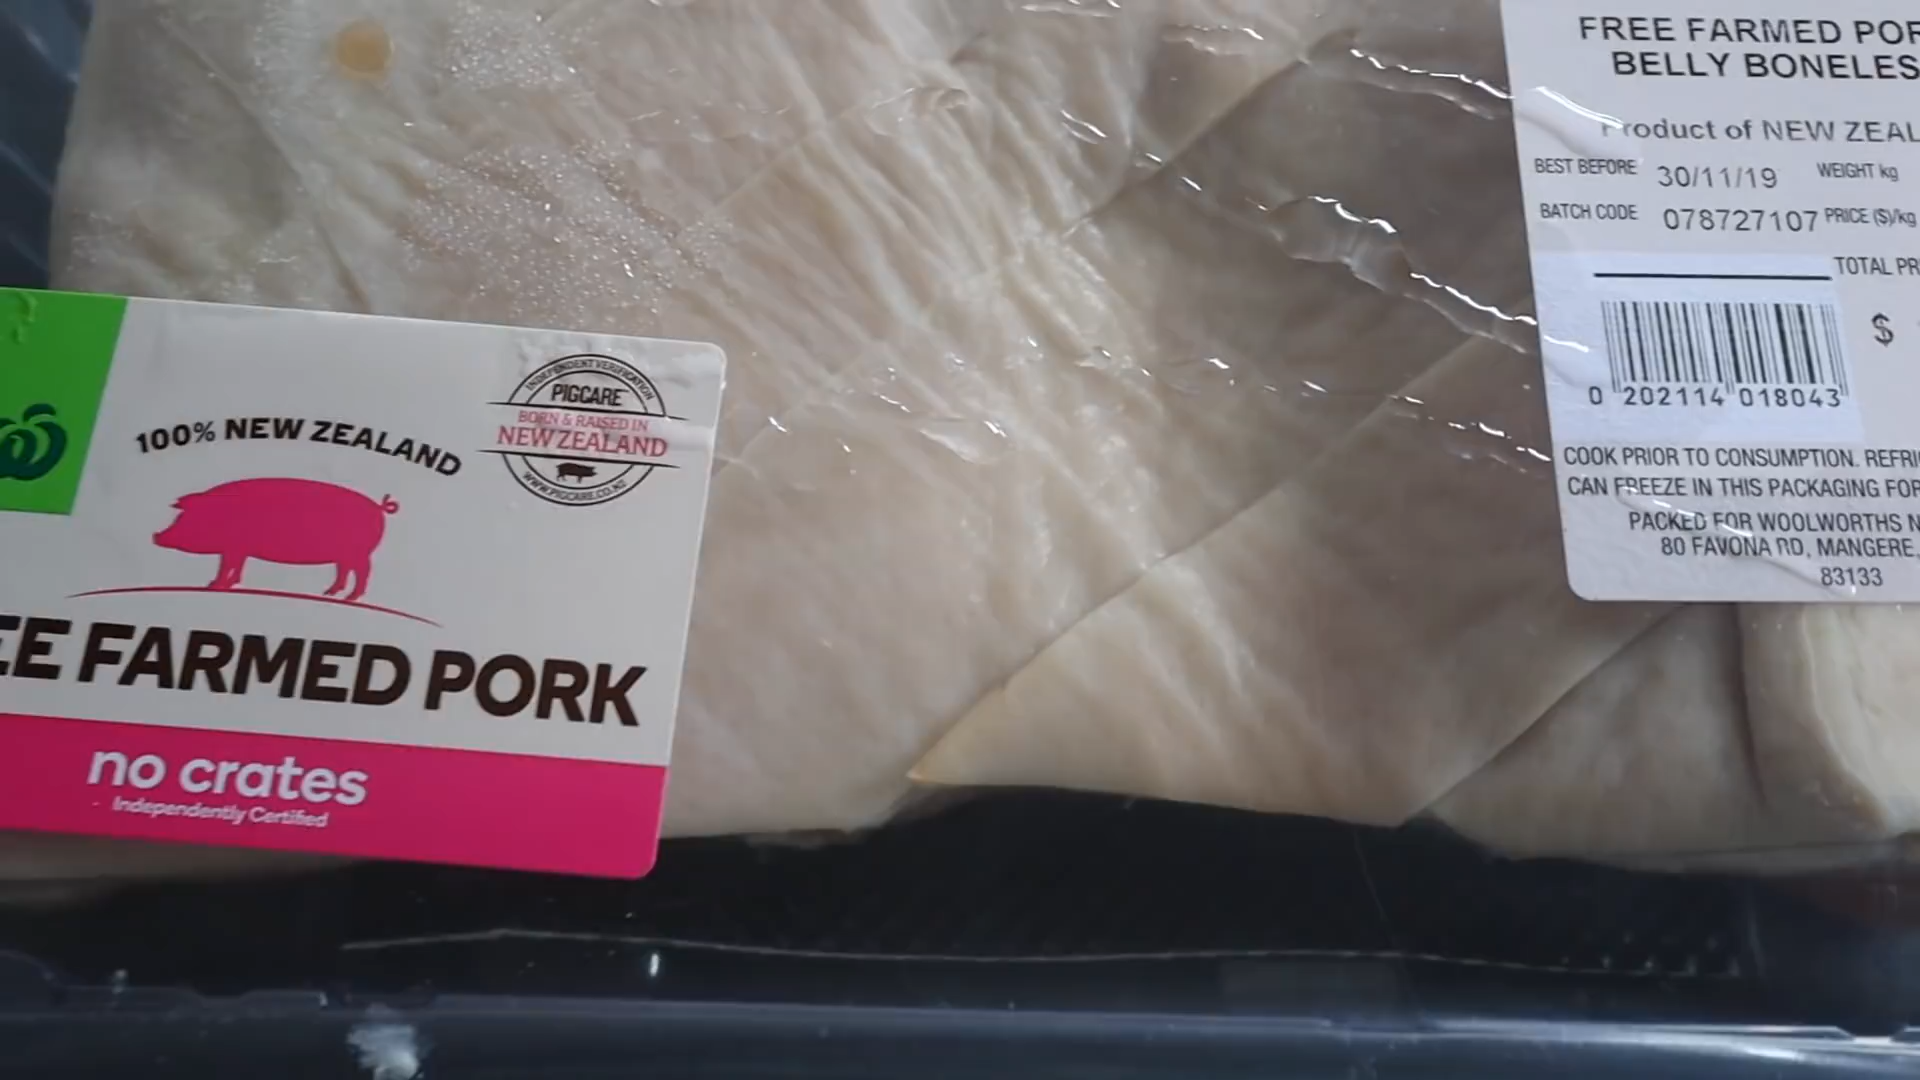 100% NEW ZEALAND
INDEPENDENT VERIFICATION
PIGCARE
BORN & RAISED IN
NEW ZEALAND
WWW.PIGCARE.CO.NZ
EE FARMED PORK
no crates
Independently Certified
FREE FARMED POR
BELLY BONELES
Product of NEW ZEAL
BEST BEFORE 30/11/19 WEIGHT kg
BATCH CODE 078727107 PRICE ($)/kg
TOTAL PR
$
0 202114 018043
COOK PRIOR TO CONSUMPTION. REFRI
CAN FREEZE IN THIS PACKAGING FOR
PACKED FOR WOOLWORTHS N
80 FAVONA RD, MANGERE,
83133